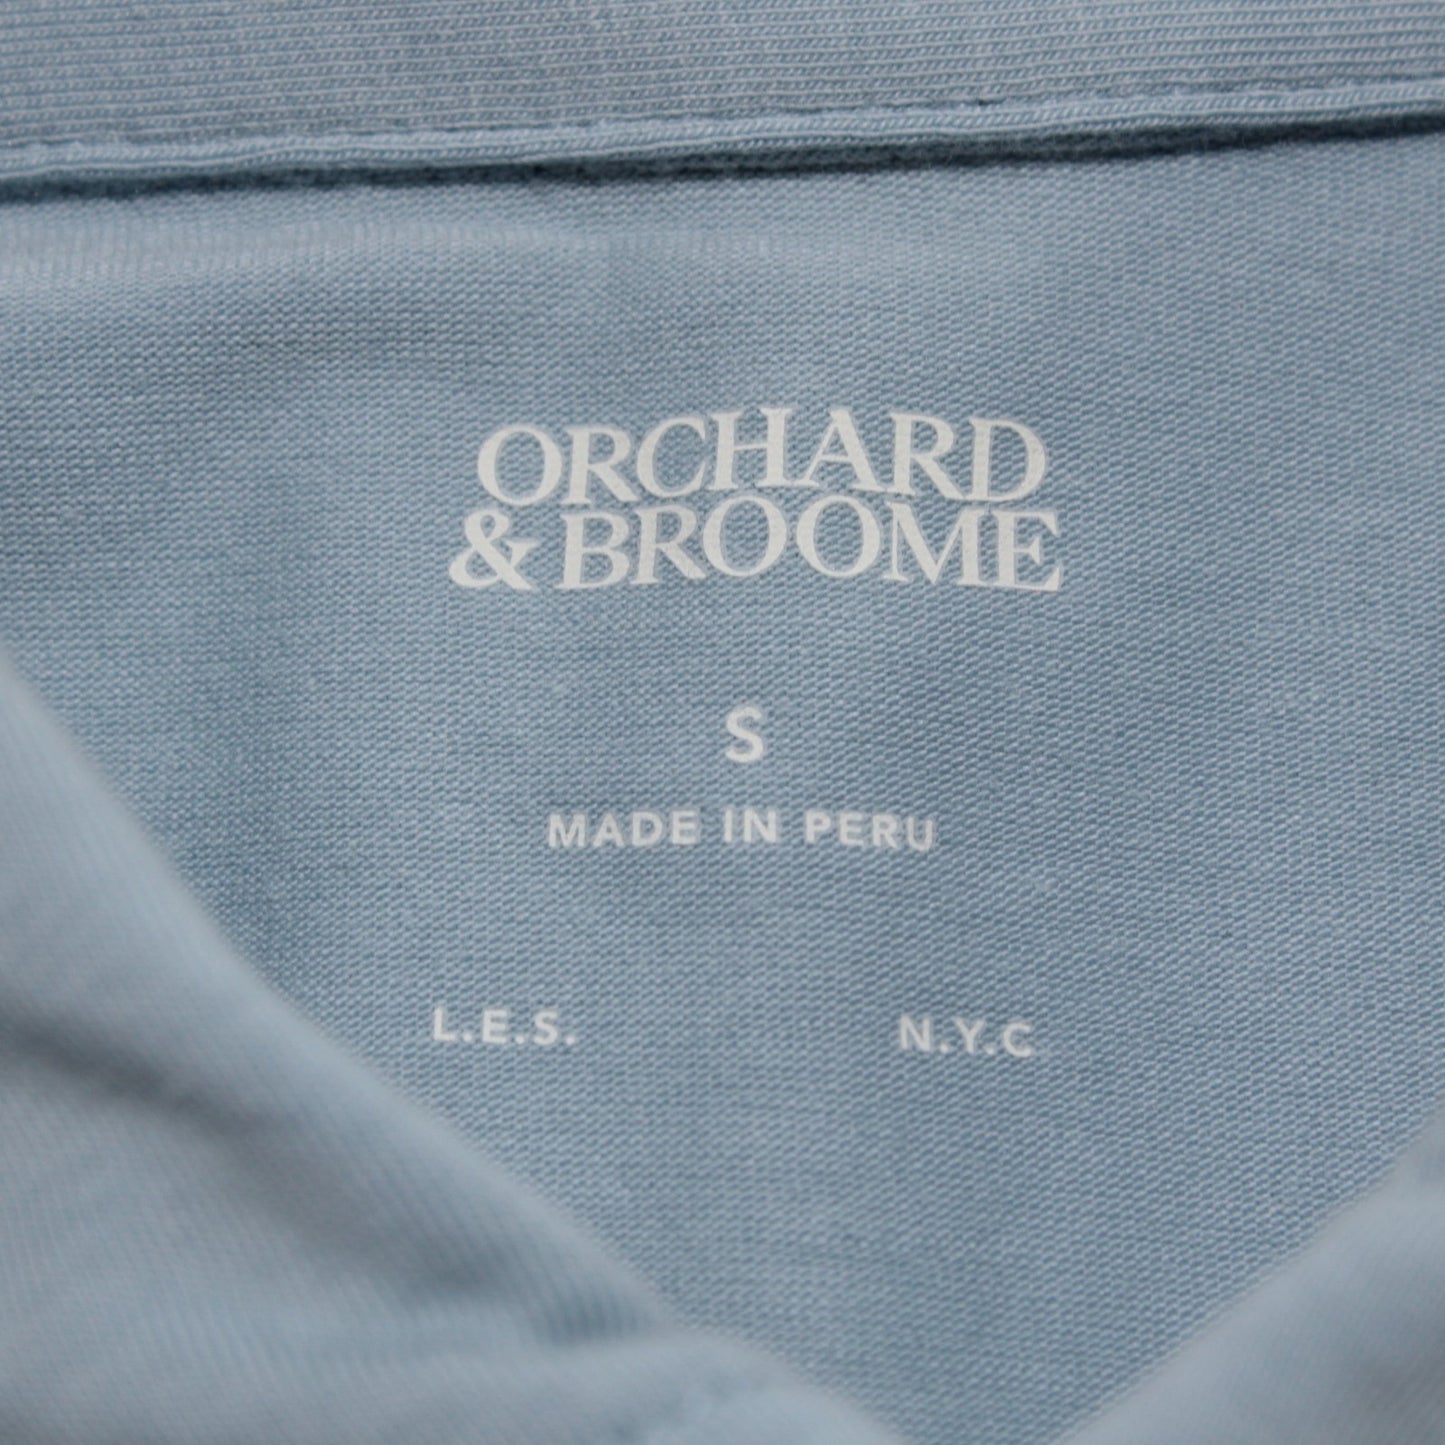 ORCHARD
& BROOME
S
MADE IN PERU
L.E.S. N.Y.C